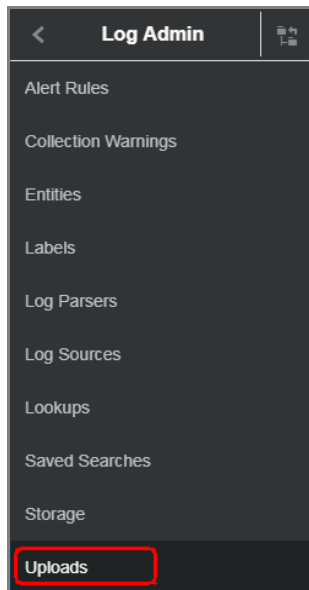 Log Admin
Alert Rules
Collection Warnings
Entities
Labels
Log Parsers
Log Sources
Lookups
Saved Searches
Storage
Uploads